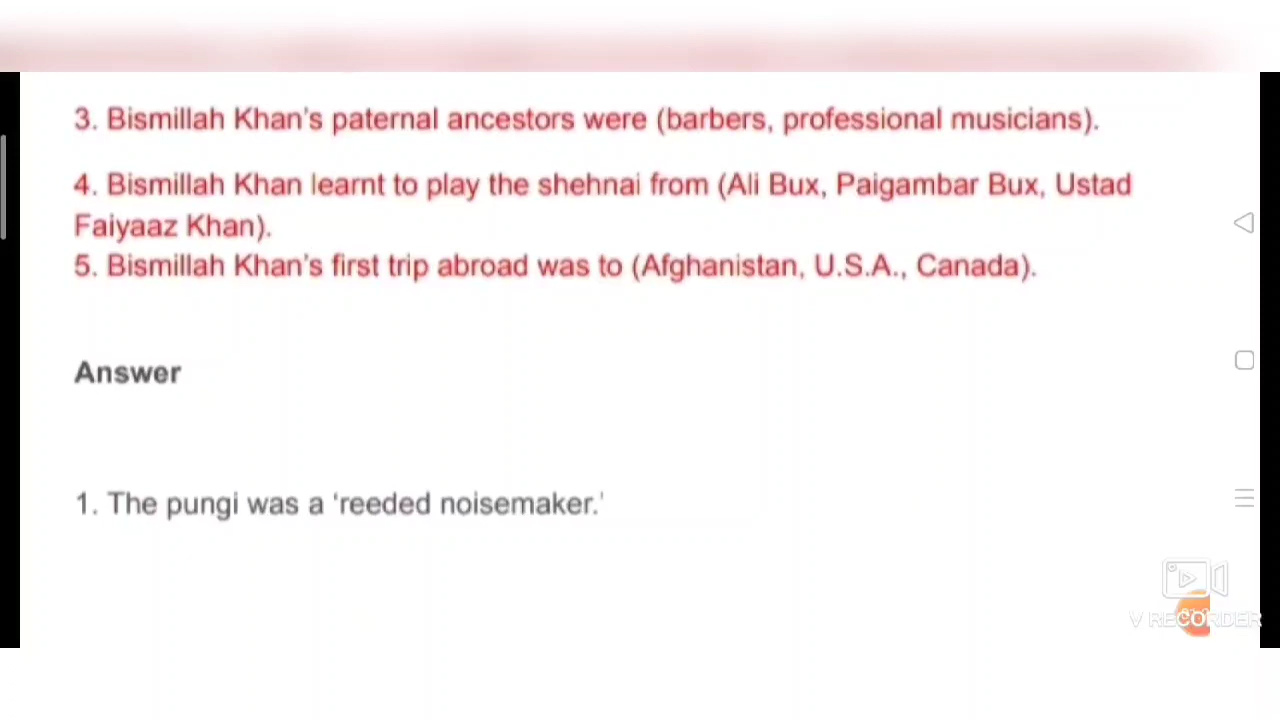 3. Bismillah Khan's paternal ancestors were (barbers, professional musicians).
4. Bismillah Khan learnt to play the shehnai from (Ali Bux, Paigambar Bux, Ustad
Faiyaaz Khan).
5. Bismillah Khan's first trip abroad was to (Afghanistan, U.S.A., Canada).
Answer
1. The pungi was a 'reeded noisemaker.'
V RECORDER